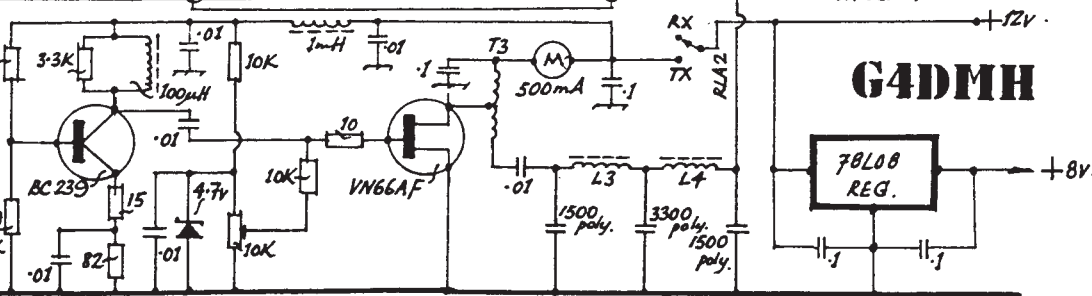 RX
+12v.
.01
3.3K
.01
10K
1mH
T3
M
TX
RLA2
.1
500mA
.1
G4DMH
100µH
.01
10
78L08
REG.
+8v.
BC239
15
4.7v
10K
VN66AF
.01
L3
L4
1500
poly.
3300
poly.
1500
poly.
.01
82
.01
10K
.1
.1